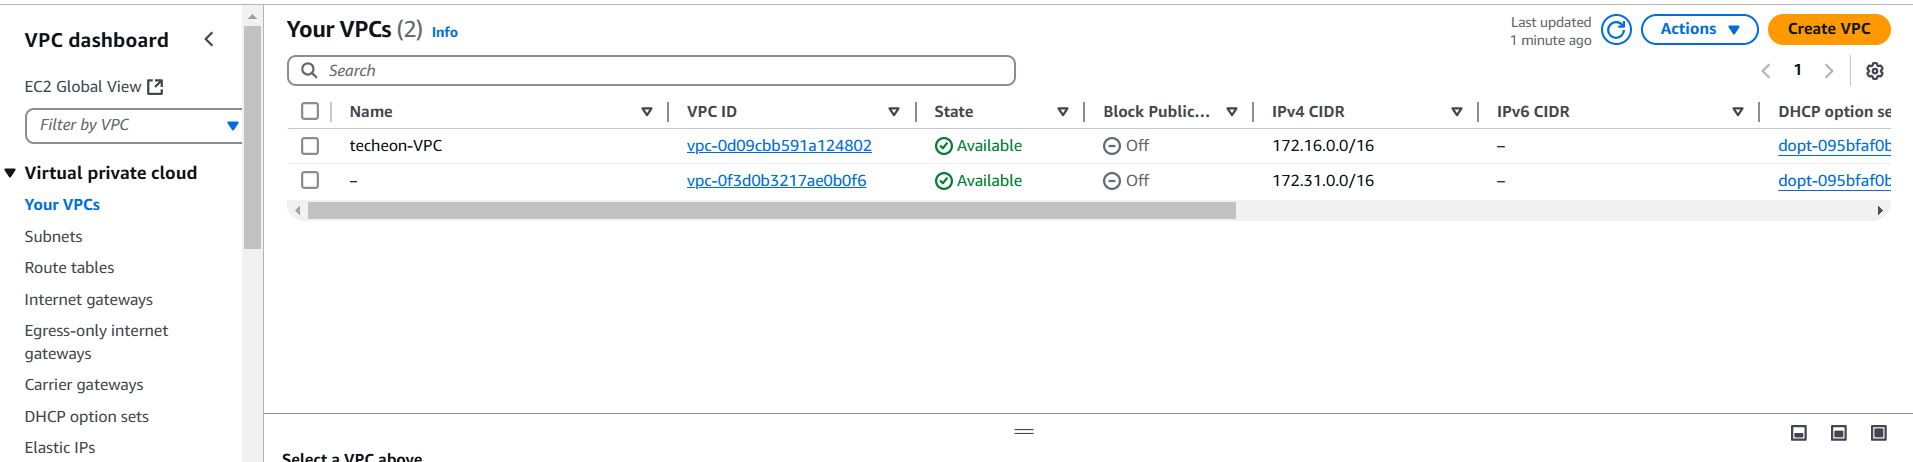 VPC dashboard
EC2 Global View
Filter by VPC
Virtual private cloud
Your VPCs
Subnets
Route tables
Internet gateways
Egress-only internet
gateways
Carrier gateways
DHCP option sets
Elastic IPs
Your VPCs (2) Info
Last updated
1 minute ago
Actions
Create VPC
Search
1
Name VPC ID State Block Public... IPv4 CIDR IPv6 CIDR DHCP option se
techeon-VPC vpc-0d09cbb591a124802 Available Off 172.16.0.0/16 – dopt-095bfaf0b
– vpc-0f3d0b3217ae0b0f6 Available Off 172.31.0.0/16 – dopt-095bfaf0b
Select a VPC above